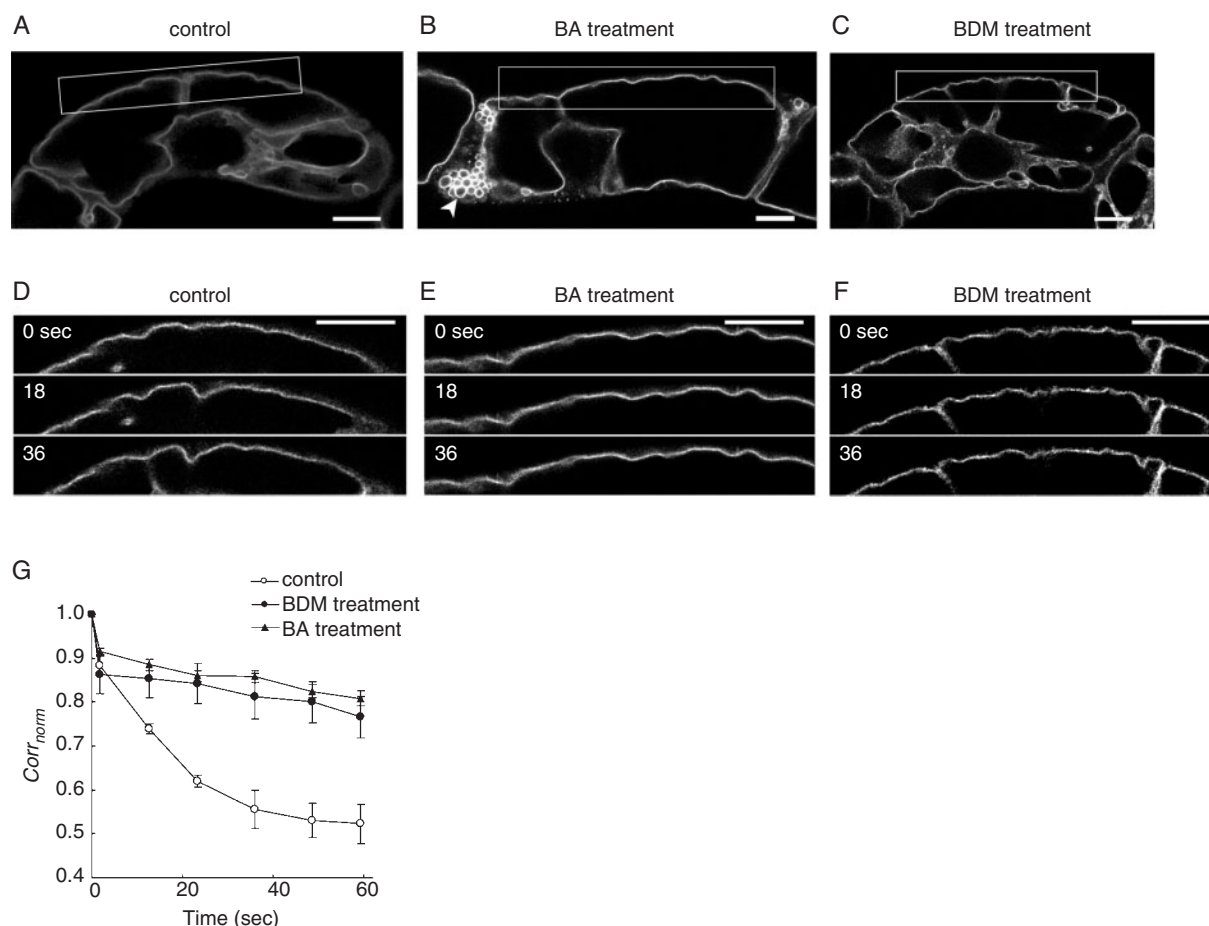 A control
B BA treatment
C BDM treatment
D control
E BA treatment
F BDM treatment
0 sec
18
36
0 sec
18
36
0 sec
18
36
G
control
BDM treatment
BA treatment
1.0
0.9
0.8
0.7
0.6
0.5
0.4
Corrnorm
0 20 40 60
Time (sec)